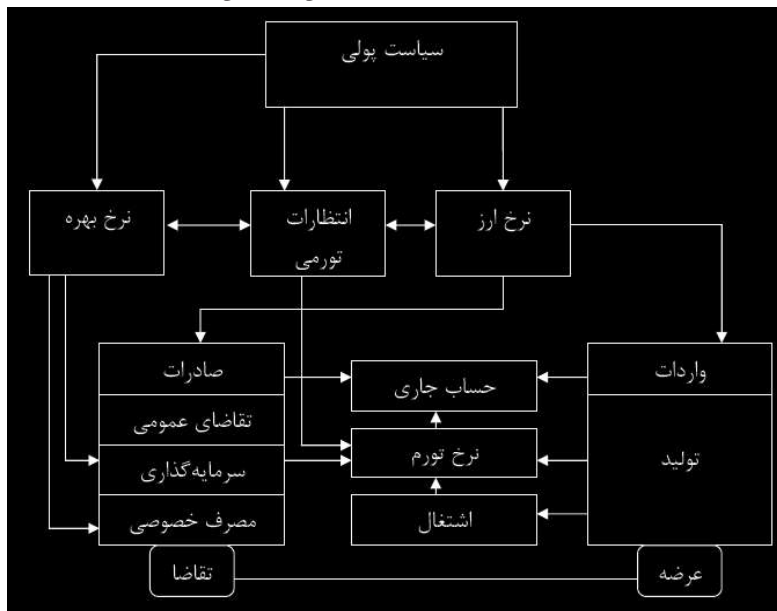 سیاست پولی
نرخ ارز
انتظارات
تورمی
نرخ بهره
واردات
تولید
حساب جاری
نرخ تورم
اشتغال
صادرات
تقاضای عمومی
سرمایه‌گذاری
مصرف خصوصی
عرضه
تقاضا